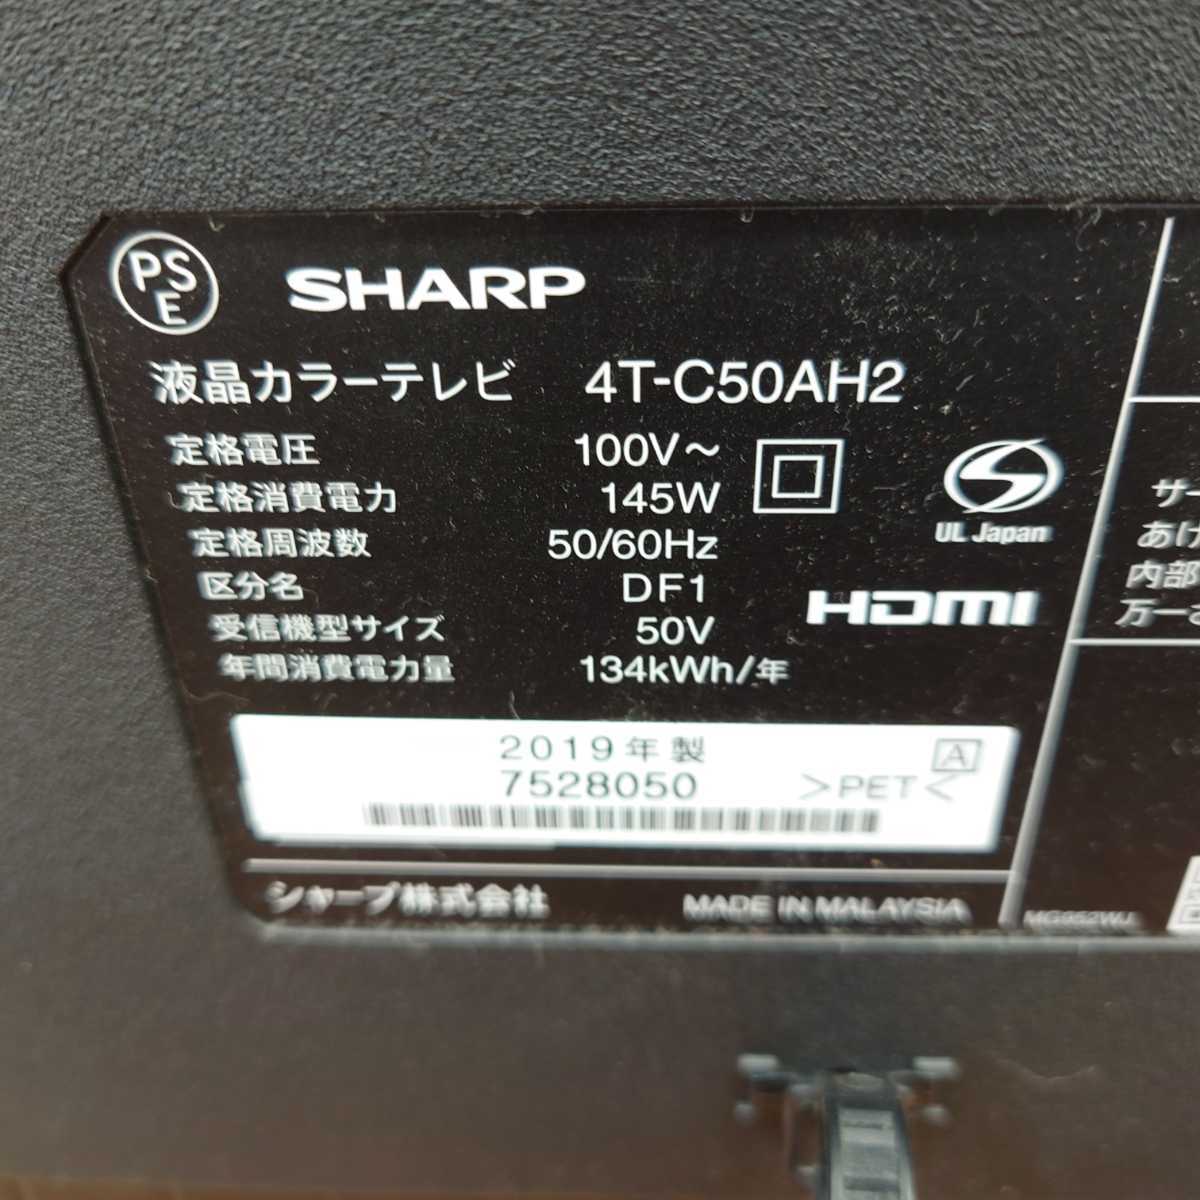 PSE
SHARP
液晶カラーテレビ 4T-C50AH2
定格電圧 100V～
定格消費電力 145W
定格周波数 50/60Hz
区分名 DF1
受信機型サイズ 50V
年間消費電力量 134kWh/年
UL Japan
HDMI
2019年製 A
7528050 >PET<
シャープ株式会社 MADE IN MALAYSIA
MG952WJ
サー
あけ
内部
万一